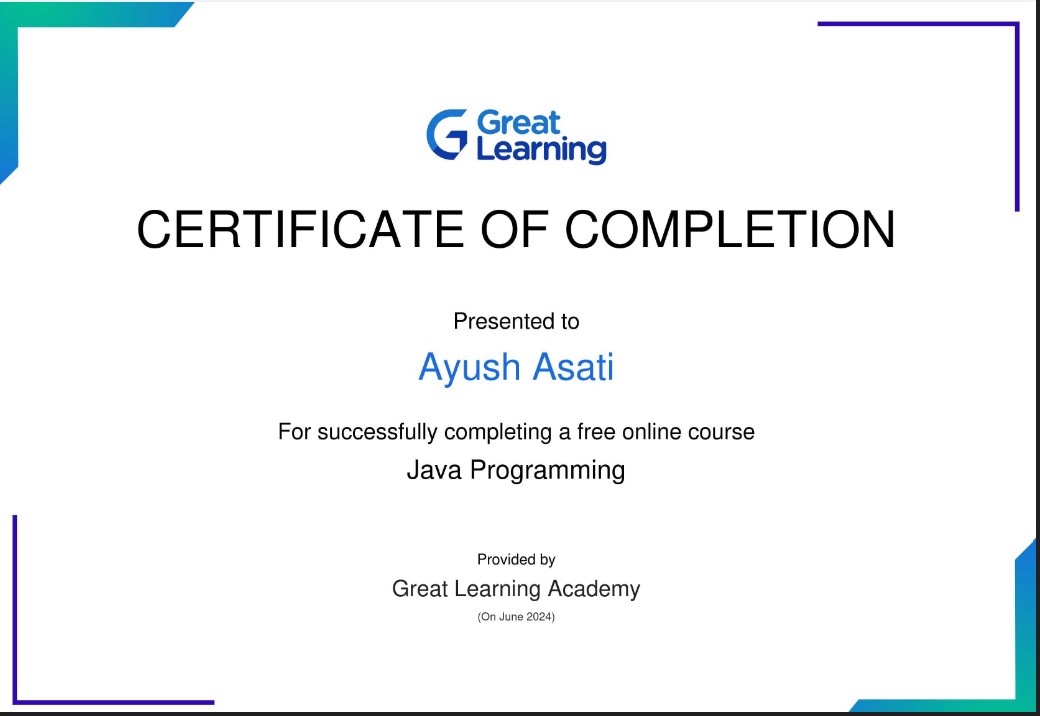 Great
Learning
CERTIFICATE OF COMPLETION
Presented to
Ayush Asati
For successfully completing a free online course
Java Programming
Provided by
Great Learning Academy
(On June 2024)